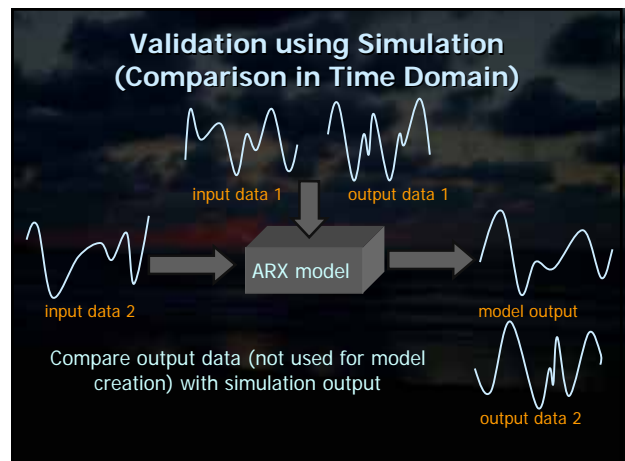 Validation using Simulation
(Comparison in Time Domain)
input data 1
output data 1
ARX model
input data 2
model output
Compare output data (not used for model
creation) with simulation output
output data 2